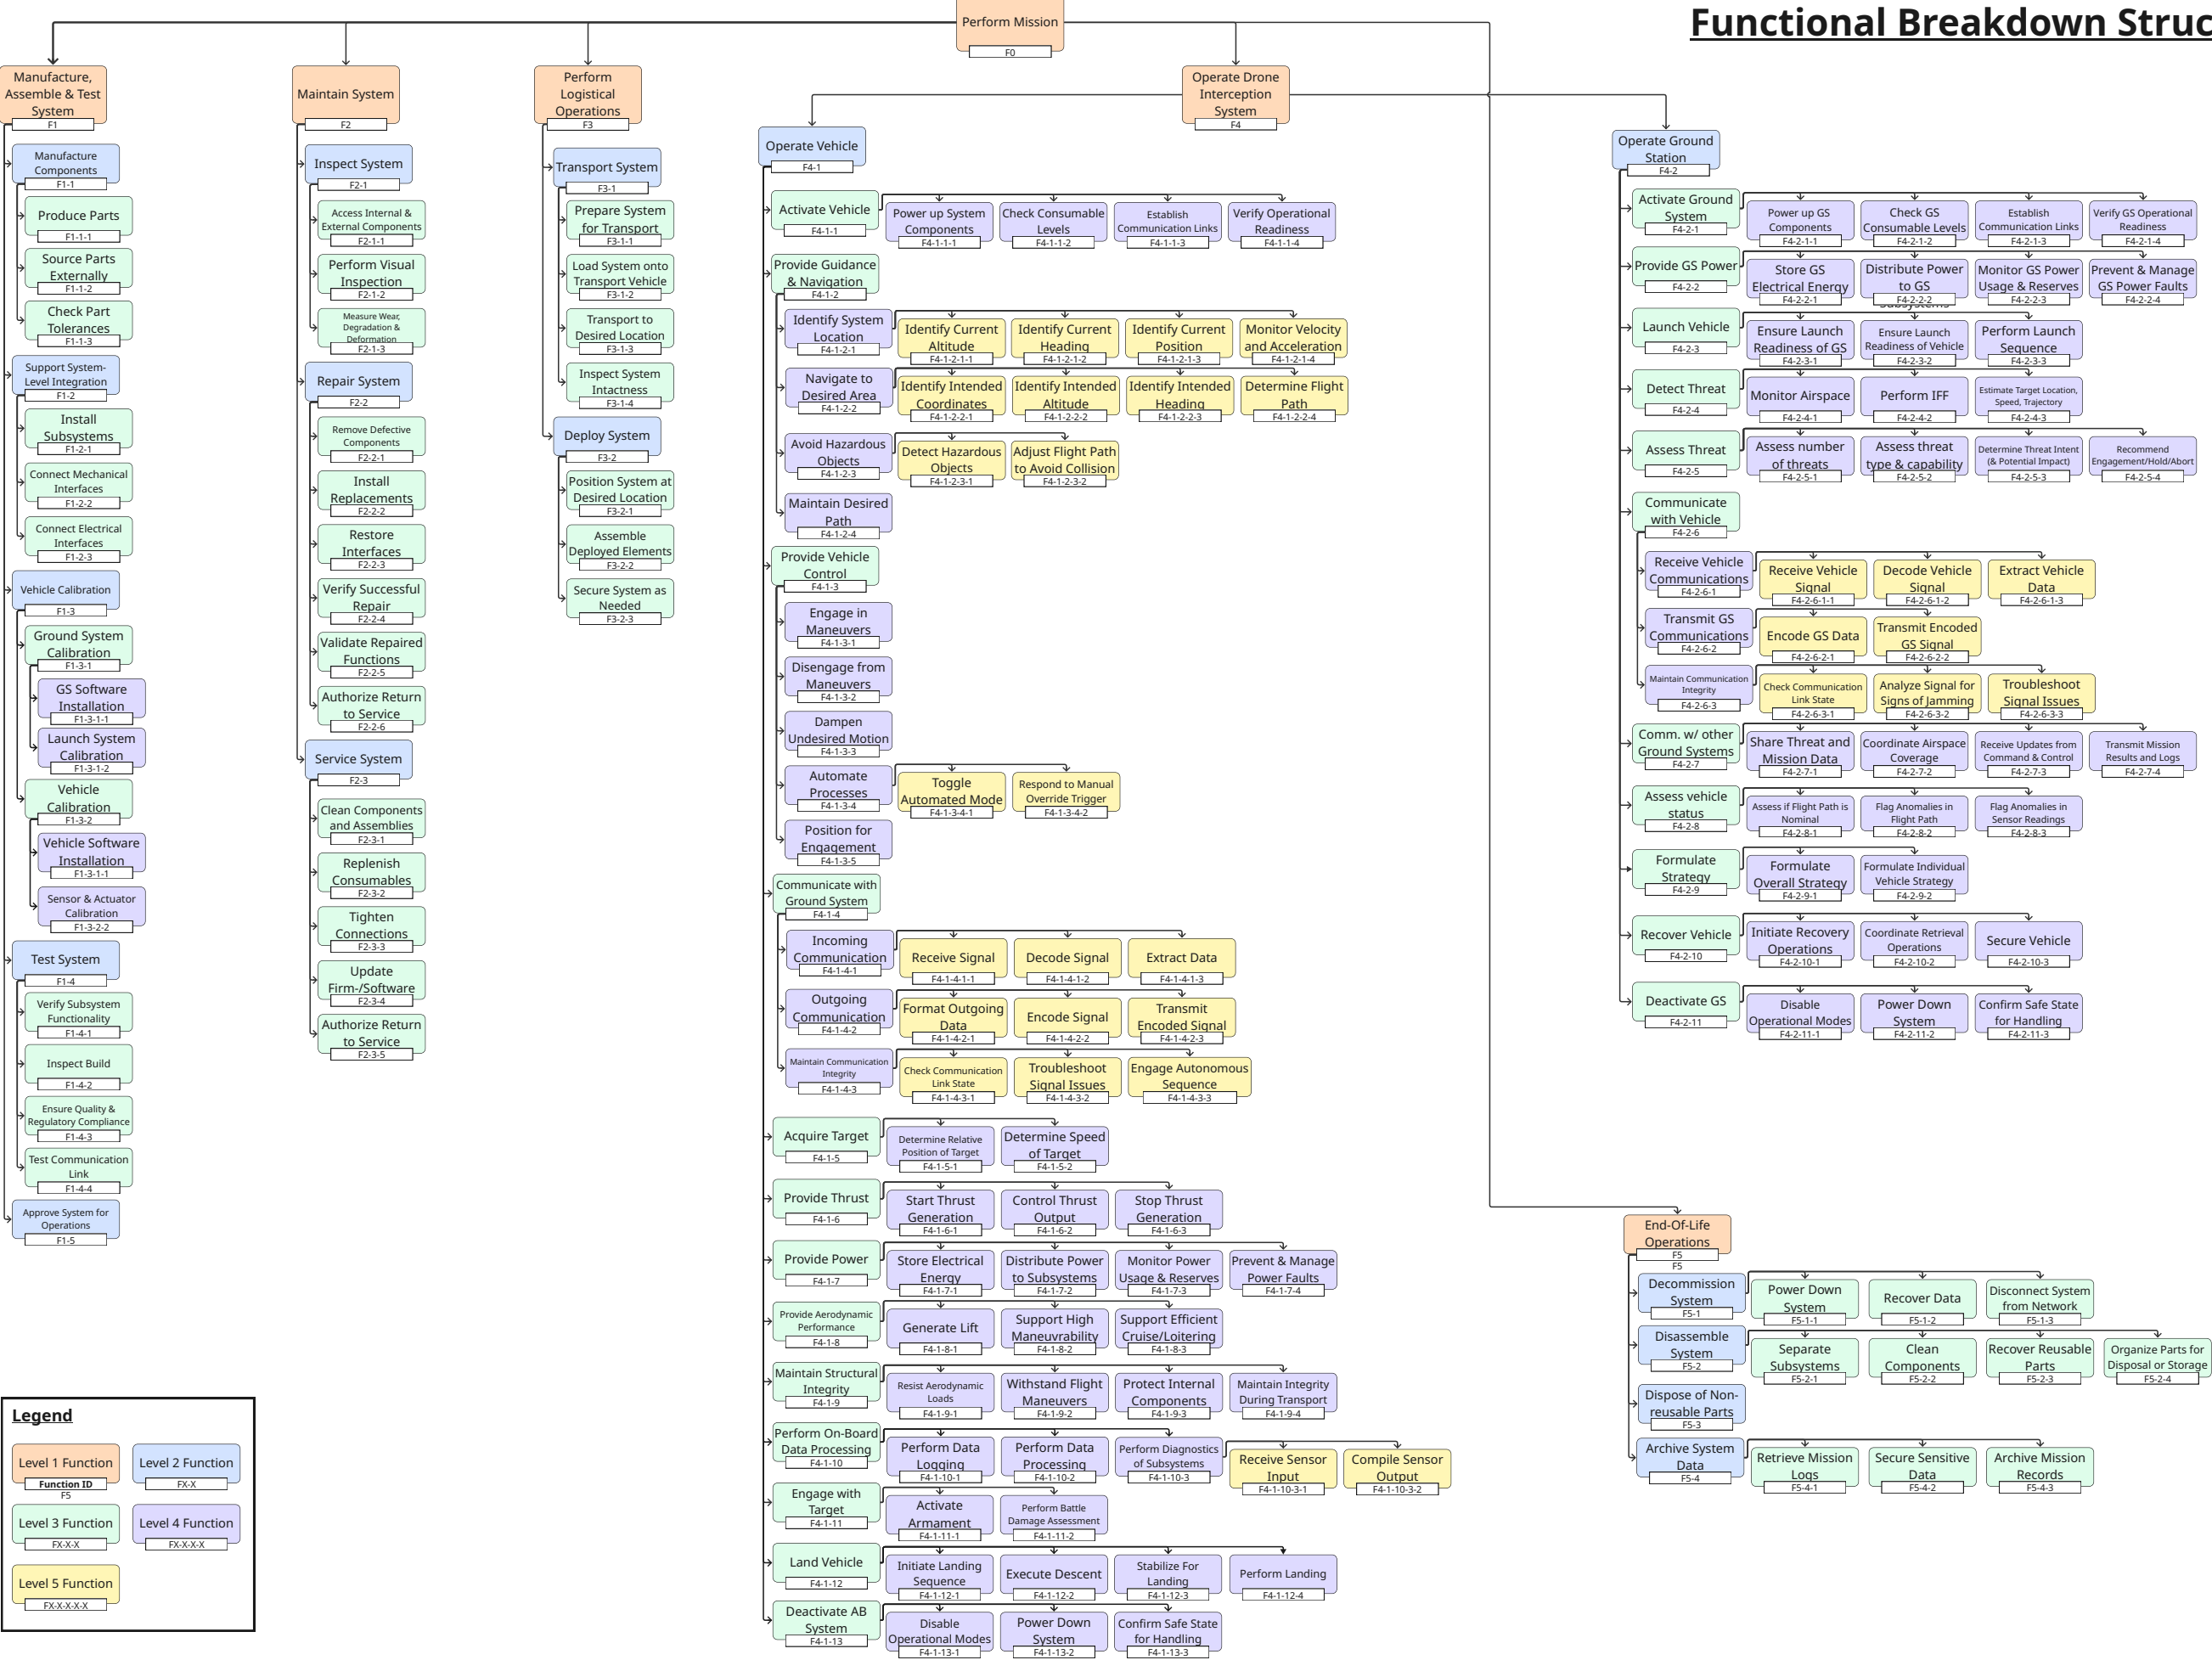 Functional Breakdown Struc
Perform Mission
F0
Manufacture,
Assemble & Test
System
F1
Manufacture
Components
F1-1
Produce Parts
F1-1-1
Source Parts
Externally
F1-1-2
Check Part
Tolerances
F1-1-3
Support System-
Level Integration
F1-2
Install
Subsystems
F1-2-1
Connect Mechanical
Interfaces
F1-2-2
Connect Electrical
Interfaces
F1-2-3
Vehicle Calibration
F1-3
Ground System
Calibration
F1-3-1
GS Software
Installation
F1-3-1-1
Launch System
Calibration
F1-3-1-2
Vehicle
Calibration
F1-3-2
Vehicle Software
Installation
F1-3-1-1
Sensor & Actuator
Calibration
F1-3-2-2
Test System
F1-4
Verify Subsystem
Functionality
F1-4-1
Inspect Build
F1-4-2
Ensure Quality &
Regulatory Compliance
F1-4-3
Test Communication
Link
F1-4-4
Approve System for
Operations
F1-5
Maintain System
F2
Inspect System
F2-1
Access Internal &
External Components
F2-1-1
Perform Visual
Inspection
F2-1-2
Measure Wear,
Degradation &
Deformation
F2-1-3
Repair System
F2-2
Remove Defective
Components
F2-2-1
Install
Replacements
F2-2-2
Restore
Interfaces
F2-2-3
Verify Successful
Repair
F2-2-4
Validate Repaired
Functions
F2-2-5
Authorize Return
to Service
F2-2-6
Service System
F2-3
Clean Components
and Assemblies
F2-3-1
Replenish
Consumables
F2-3-2
Tighten
Connections
F2-3-3
Update
Firm-/Software
F2-3-4
Authorize Return
to Service
F2-3-5
Perform
Logistical
Operations
F3
Transport System
F3-1
Prepare System
for Transport
F3-1-1
Load System onto
Transport Vehicle
F3-1-2
Transport to
Desired Location
F3-1-3
Inspect System
Intactness
F3-1-4
Deploy System
F3-2
Position System at
Desired Location
F3-2-1
Assemble
Deployed Elements
F3-2-2
Secure System as
Needed
F3-2-3
Operate Drone
Interception
System
F4
Operate Vehicle
F4-1
Activate Vehicle
F4-1-1
Power up System
Components
F4-1-1-1
Check Consumable
Levels
F4-1-1-2
Establish
Communication Links
F4-1-1-3
Verify Operational
Readiness
F4-1-1-4
Provide Guidance
& Navigation
F4-1-2
Identify System
Location
F4-1-2-1
Identify Current
Altitude
F4-1-2-1-1
Identify Current
Heading
F4-1-2-1-2
Identify Current
Position
F4-1-2-1-3
Monitor Velocity
and Acceleration
F4-1-2-1-4
Navigate to
Desired Area
F4-1-2-2
Identify Intended
Coordinates
F4-1-2-2-1
Identify Intended
Altitude
F4-1-2-2-2
Identify Intended
Heading
F4-1-2-2-3
Determine Flight
Path
F4-1-2-2-4
Avoid Hazardous
Objects
F4-1-2-3
Detect Hazardous
Objects
F4-1-2-3-1
Adjust Flight Path
to Avoid Collision
F4-1-2-3-2
Maintain Desired
Path
F4-1-2-4
Provide Vehicle
Control
F4-1-3
Engage in
Maneuvers
F4-1-3-1
Disengage from
Maneuvers
F4-1-3-2
Dampen
Undesired Motion
F4-1-3-3
Automate
Processes
F4-1-3-4
Toggle
Automated Mode
F4-1-3-4-1
Respond to Manual
Override Trigger
F4-1-3-4-2
Position for
Engagement
F4-1-3-5
Communicate with
Ground System
F4-1-4
Incoming
Communication
F4-1-4-1
Receive Signal
F4-1-4-1-1
Decode Signal
F4-1-4-1-2
Extract Data
F4-1-4-1-3
Outgoing
Communication
F4-1-4-2
Format Outgoing
Data
F4-1-4-2-1
Encode Signal
F4-1-4-2-2
Transmit
Encoded Signal
F4-1-4-2-3
Maintain Communication
Integrity
F4-1-4-3
Check Communication
Link State
F4-1-4-3-1
Troubleshoot
Signal Issues
F4-1-4-3-2
Engage Autonomous
Sequence
F4-1-4-3-3
Acquire Target
F4-1-5
Determine Relative
Position of Target
F4-1-5-1
Determine Speed
of Target
F4-1-5-2
Provide Thrust
F4-1-6
Start Thrust
Generation
F4-1-6-1
Control Thrust
Output
F4-1-6-2
Stop Thrust
Generation
F4-1-6-3
Provide Power
F4-1-7
Store Electrical
Energy
F4-1-7-1
Distribute Power
to Subsystems
F4-1-7-2
Monitor Power
Usage & Reserves
F4-1-7-3
Prevent & Manage
Power Faults
F4-1-7-4
Provide Aerodynamic
Performance
F4-1-8
Generate Lift
F4-1-8-1
Support High
Maneuvrability
F4-1-8-2
Support Efficient
Cruise/Loitering
F4-1-8-3
Maintain Structural
Integrity
F4-1-9
Resist Aerodynamic
Loads
F4-1-9-1
Withstand Flight
Maneuvers
F4-1-9-2
Protect Internal
Components
F4-1-9-3
Maintain Integrity
During Transport
F4-1-9-4
Perform On-Board
Data Processing
F4-1-10
Perform Data
Logging
F4-1-10-1
Perform Data
Processing
F4-1-10-2
Perform Diagnostics
of Subsystems
F4-1-10-3
Receive Sensor
Input
F4-1-10-3-1
Compile Sensor
Output
F4-1-10-3-2
Engage with
Target
F4-1-11
Activate
Armament
F4-1-11-1
Perform Battle
Damage Assessment
F4-1-11-2
Land Vehicle
F4-1-12
Initiate Landing
Sequence
F4-1-12-1
Execute Descent
F4-1-12-2
Stabilize For
Landing
F4-1-12-3
Perform Landing
F4-1-12-4
Deactivate AB
System
F4-1-13
Disable
Operational Modes
F4-1-13-1
Power Down
System
F4-1-13-2
Confirm Safe State
for Handling
F4-1-13-3
Operate Ground
Station
F4-2
Activate Ground
System
F4-2-1
Power up GS
Components
F4-2-1-1
Check GS
Consumable Levels
F4-2-1-2
Establish
Communication Links
F4-2-1-3
Verify GS Operational
Readiness
F4-2-1-4
Provide GS Power
F4-2-2
Store GS
Electrical Energy
F4-2-2-1
Distribute Power
to GS
Subsystems
F4-2-2-2
Monitor GS Power
Usage & Reserves
F4-2-2-3
Prevent & Manage
GS Power Faults
F4-2-2-4
Launch Vehicle
F4-2-3
Ensure Launch
Readiness of GS
F4-2-3-1
Ensure Launch
Readiness of Vehicle
F4-2-3-2
Perform Launch
Sequence
F4-2-3-3
Detect Threat
F4-2-4
Monitor Airspace
F4-2-4-1
Perform IFF
F4-2-4-2
Estimate Target Location,
Speed, Trajectory
F4-2-4-3
Assess Threat
F4-2-5
Assess number
of threats
F4-2-5-1
Assess threat
type & capability
F4-2-5-2
Determine Threat Intent
(& Potential Impact)
F4-2-5-3
Recommend
Engagement/Hold/Abort
F4-2-5-4
Communicate
with Vehicle
F4-2-6
Receive Vehicle
Communications
F4-2-6-1
Receive Vehicle
Signal
F4-2-6-1-1
Decode Vehicle
Signal
F4-2-6-1-2
Extract Vehicle
Data
F4-2-6-1-3
Transmit GS
Communications
F4-2-6-2
Encode GS Data
F4-2-6-2-1
Transmit Encoded
GS Signal
F4-2-6-2-2
Maintain Communication
Integrity
F4-2-6-3
Check Communication
Link State
F4-2-6-3-1
Analyze Signal for
Signs of Jamming
F4-2-6-3-2
Troubleshoot
Signal Issues
F4-2-6-3-3
Comm. w/ other
Ground Systems
F4-2-7
Share Threat and
Mission Data
F4-2-7-1
Coordinate Airspace
Coverage
F4-2-7-2
Receive Updates from
Command & Control
F4-2-7-3
Transmit Mission
Results and Logs
F4-2-7-4
Assess vehicle
status
F4-2-8
Assess if Flight Path is
Nominal
F4-2-8-1
Flag Anomalies in
Flight Path
F4-2-8-2
Flag Anomalies in
Sensor Readings
F4-2-8-3
Formulate
Strategy
F4-2-9
Formulate
Overall Strategy
F4-2-9-1
Formulate Individual
Vehicle Strategy
F4-2-9-2
Recover Vehicle
F4-2-10
Initiate Recovery
Operations
F4-2-10-1
Coordinate Retrieval
Operations
F4-2-10-2
Secure Vehicle
F4-2-10-3
Deactivate GS
F4-2-11
Disable
Operational Modes
F4-2-11-1
Power Down
System
F4-2-11-2
Confirm Safe State
for Handling
F4-2-11-3
End-Of-Life
Operations
F5
F5
Decommission
System
F5-1
Power Down
System
F5-1-1
Recover Data
F5-1-2
Disconnect System
from Network
F5-1-3
Disassemble
System
F5-2
Separate
Subsystems
F5-2-1
Clean
Components
F5-2-2
Recover Reusable
Parts
F5-2-3
Organize Parts for
Disposal or Storage
F5-2-4
Dispose of Non-
reusable Parts
F5-3
Archive System
Data
F5-4
Retrieve Mission
Logs
F5-4-1
Secure Sensitive
Data
F5-4-2
Archive Mission
Records
F5-4-3
Legend
Level 1 Function
Function ID
F5
Level 2 Function
FX-X
Level 3 Function
FX-X-X
Level 4 Function
FX-X-X-X
Level 5 Function
FX-X-X-X-X